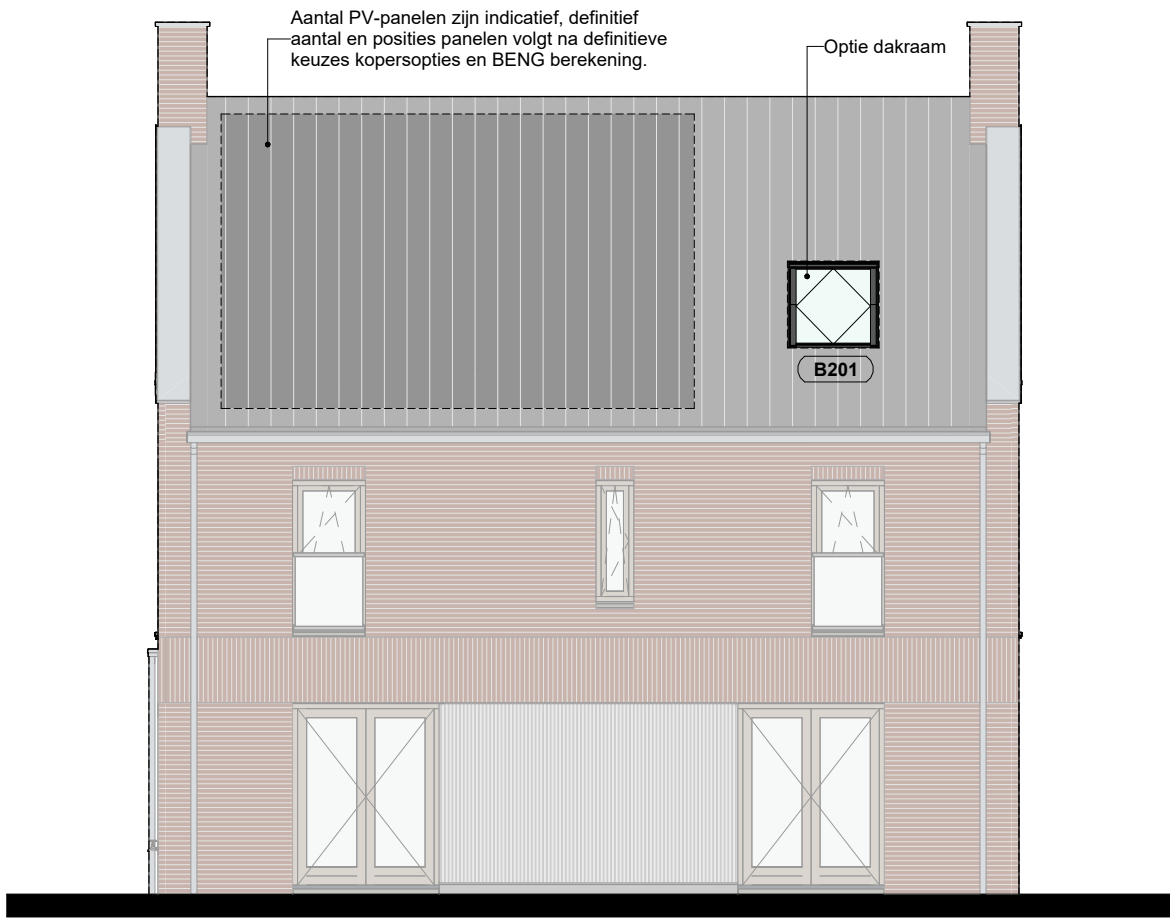 Aantal PV-panelen zijn indicatief, definitief
aantal en posities panelen volgt na definitieve
keuzes kopersopties en BENG berekening.
Optie dakraam
B201